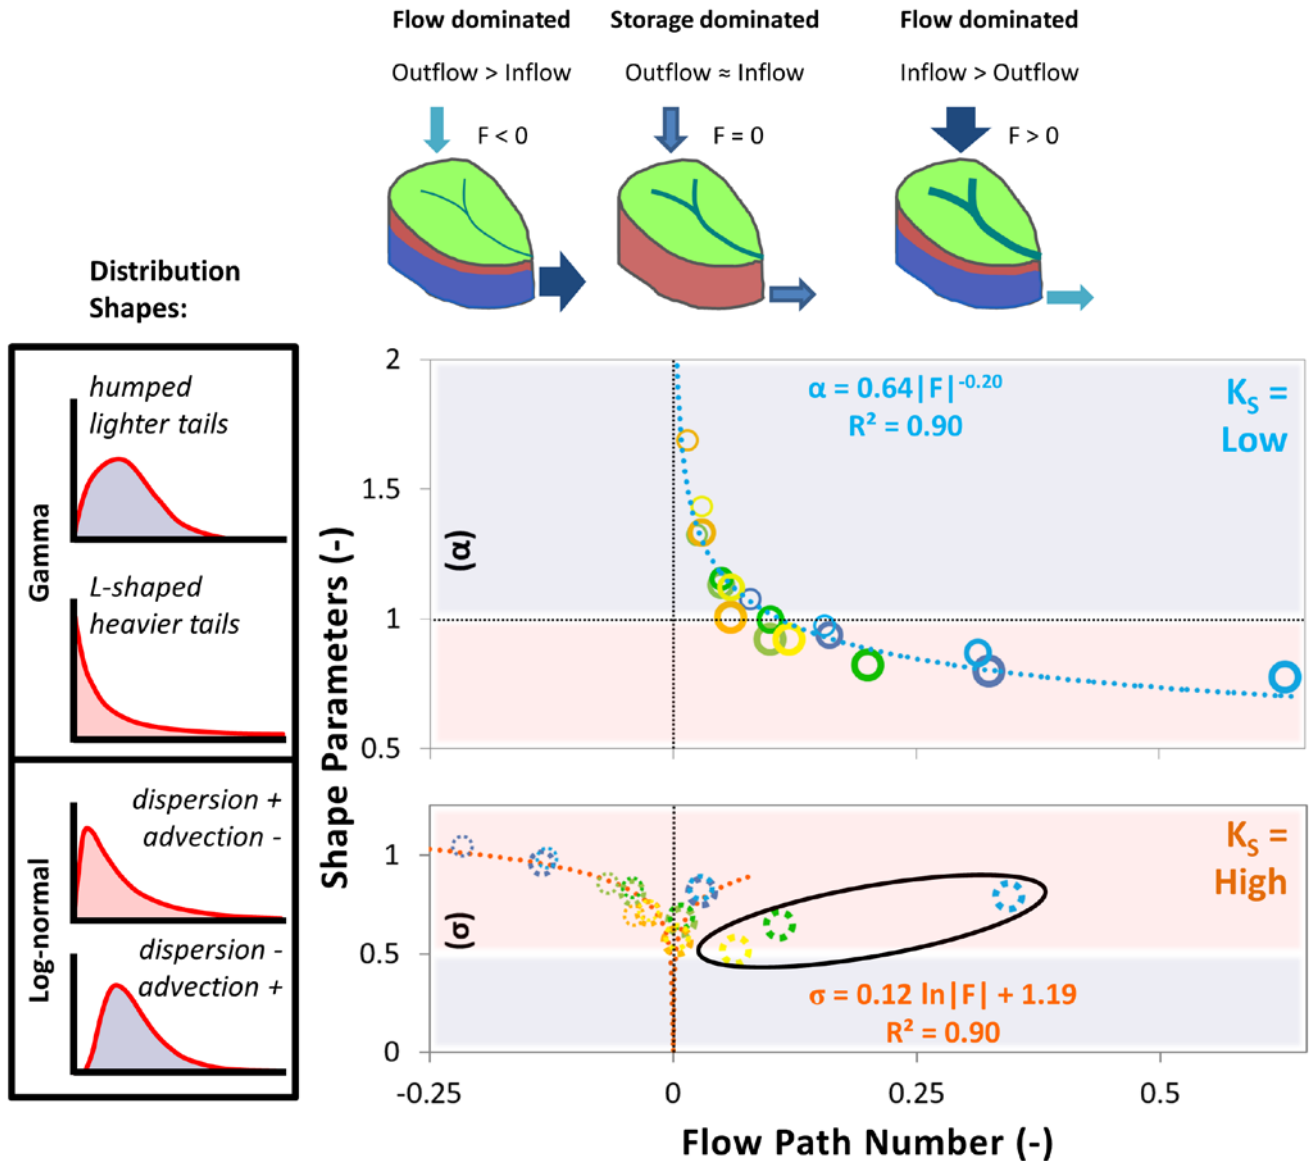 Flow dominated
Storage dominated
Flow dominated
Outflow > Inflow
Outflow ≈ Inflow
Inflow > Outflow
F < 0
F = 0
F > 0
Distribution
Shapes:
Gamma
humped
lighter tails
L-shaped
heavier tails
Log-normal
dispersion +
advection -
dispersion -
advection +
Shape Parameters (-)
2
1.5
1
0.5
(α)
α = 0.64|F|^-0.20
R² = 0.90
K_S =
Low
1
0.5
0
(σ)
K_S =
High
σ = 0.12 ln|F| + 1.19
R² = 0.90
-0.25
0
0.25
0.5
Flow Path Number (-)